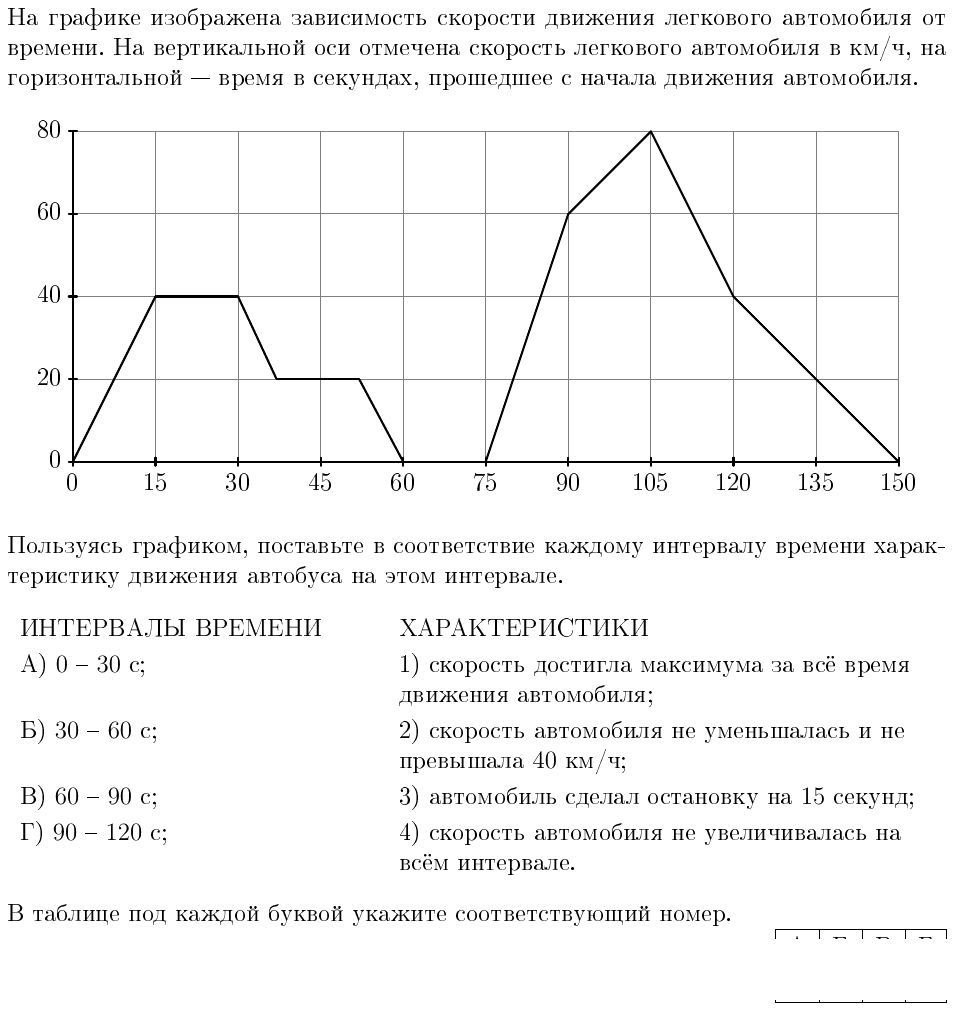 На графике изображена зависимость скорости движения легкового автомобиля от
времени. На вертикальной оси отмечена скорость легкового автомобиля в км/ч, на
горизонтальной — время в секундах, прошедшее с начала движения автомобиля.
80
60
40
20
0
0 15 30 45 60 75 90 105 120 135 150
Пользуясь графиком, поставьте в соответствие каждому интервалу времени харак-
теристику движения автобуса на этом интервале.
ИНТЕРВАЛЫ ВРЕМЕНИ ХАРАКТЕРИСТИКИ
А) 0 – 30 с; 1) скорость достигла максимума за всё время
движения автомобиля;
Б) 30 – 60 с; 2) скорость автомобиля не уменьшалась и не
превышала 40 км/ч;
В) 60 – 90 с; 3) автомобиль сделал остановку на 15 секунд;
Г) 90 – 120 с; 4) скорость автомобиля не увеличивалась на
всём интервале.
В таблице под каждой буквой укажите соответствующий номер.